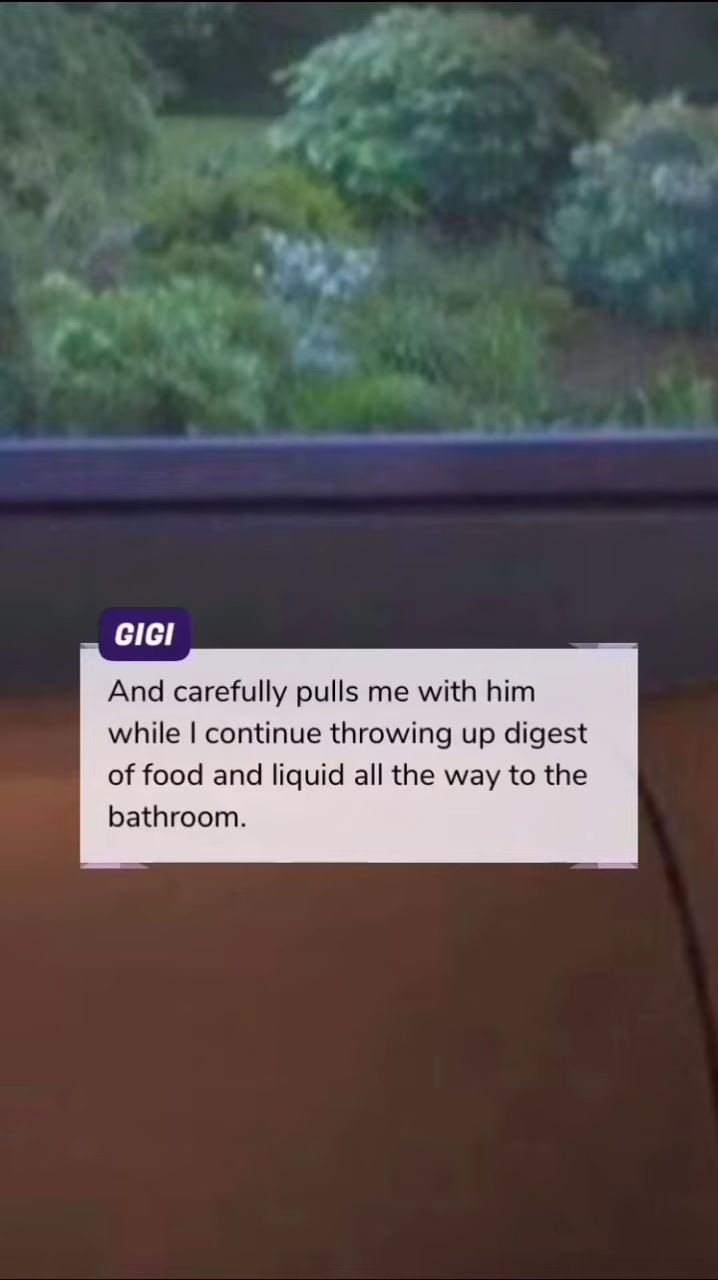 GIGI
And carefully pulls me with him
while I continue throwing up digest
of food and liquid all the way to the
bathroom.